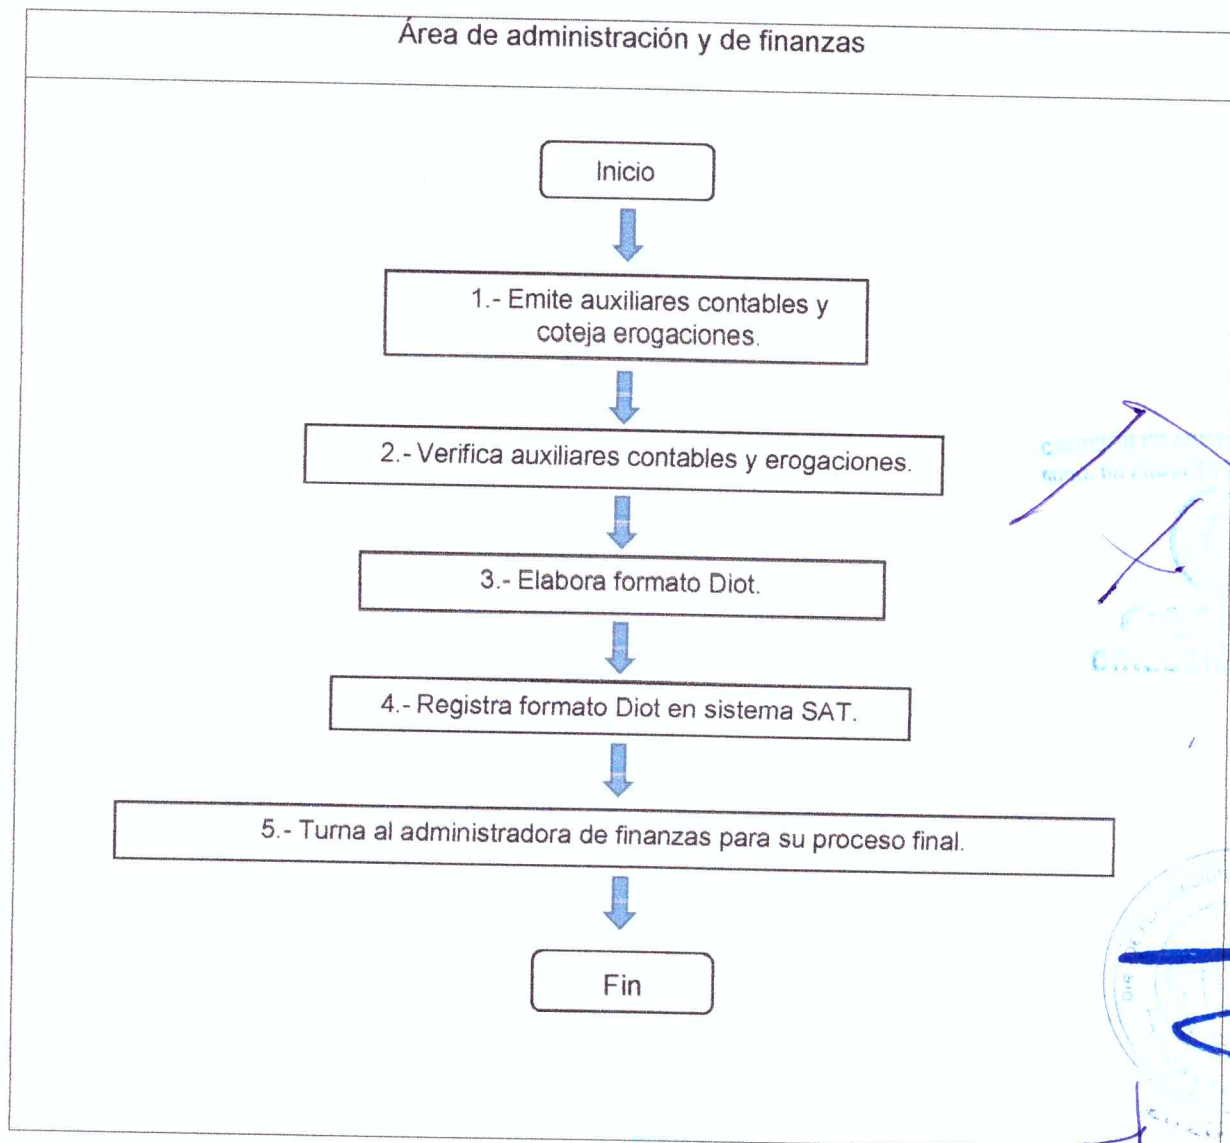 Área de administración y de finanzas
Inicio
1.- Emite auxiliares contables y
coteja erogaciones.
2.- Verifica auxiliares contables y erogaciones.
3.- Elabora formato Diot.
4.- Registra formato Diot en sistema SAT.
5.- Turna al administradora de finanzas para su proceso final.
Fin